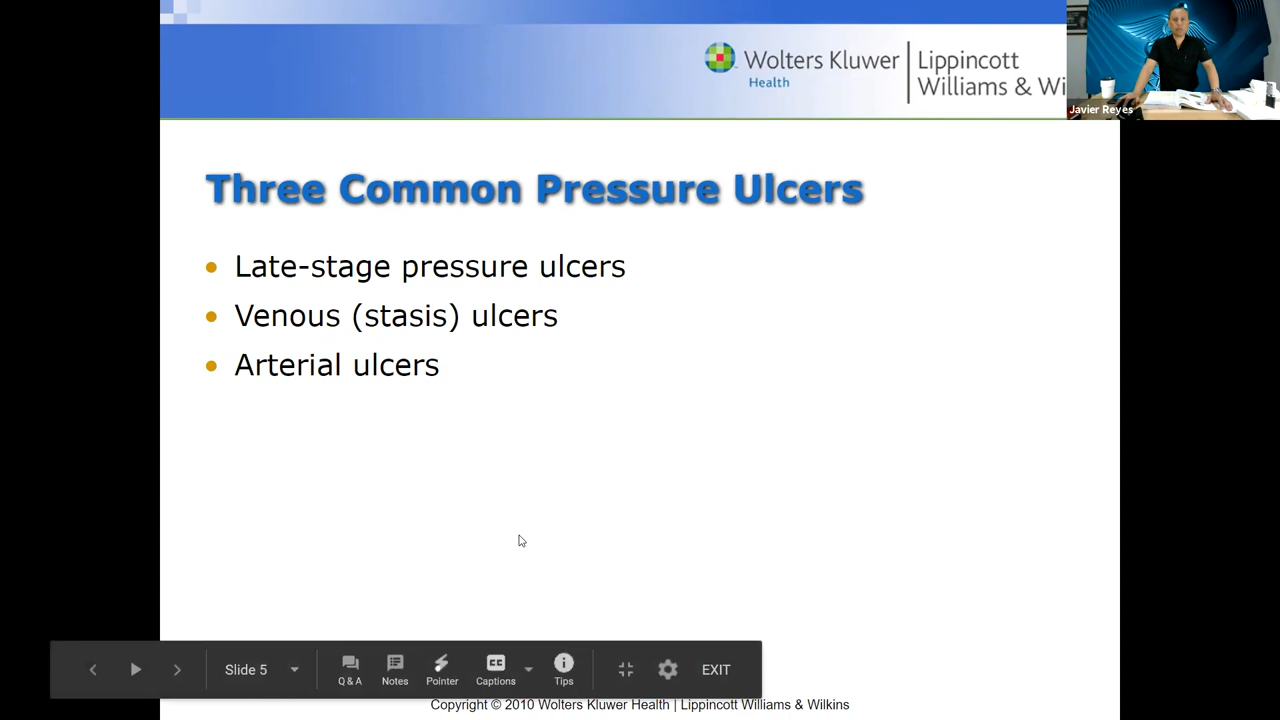 Wolters Kluwer
Health
Lippincott
Williams & Wi
Javier Reyes
Three Common Pressure Ulcers
Late-stage pressure ulcers
Venous (stasis) ulcers
Arterial ulcers
Slide 5
Q & A
Notes
Pointer
Captions
CC
Tips
EXIT
Copyright © 2010 Wolters Kluwer Health | Lippincott Williams & Wilkins